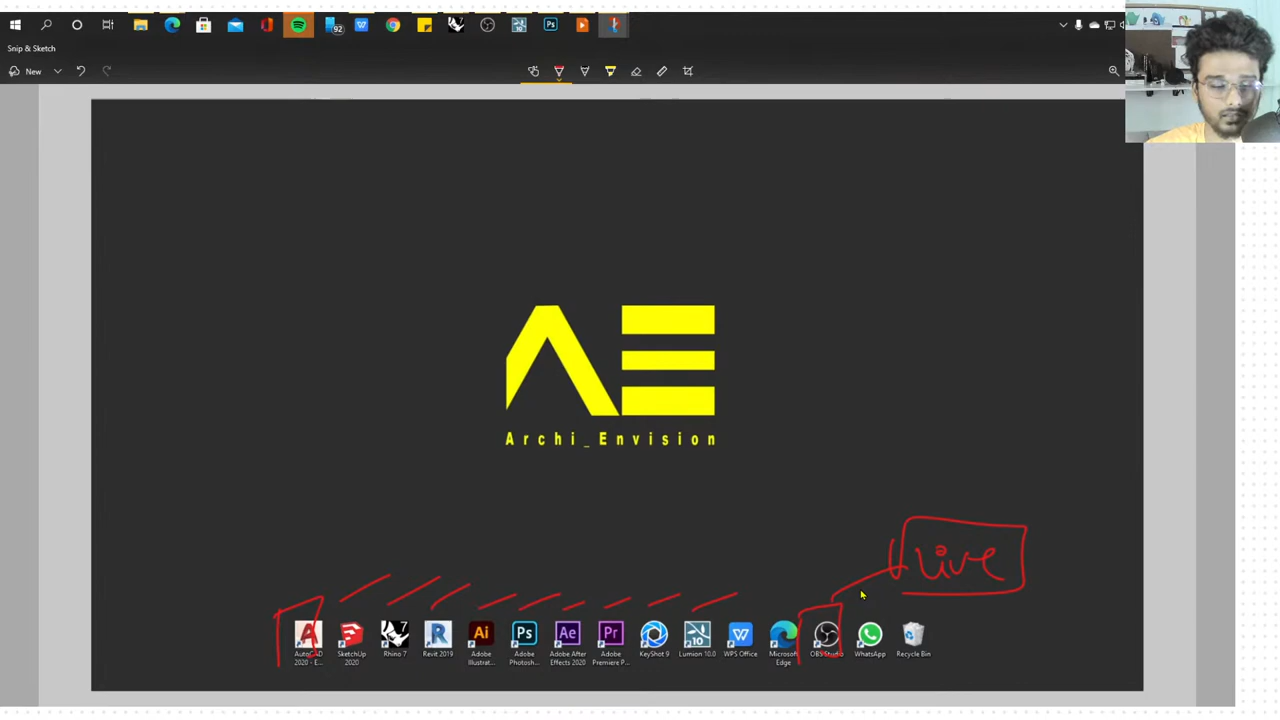 92
Snip & Sketch
New
Archi_Envision
Live
AutoCAD
2020 - E...
SketchUp
2020
Rhino 7
Revit 2019
Adobe
Illustrat...
Adobe
Photosh...
Adobe After
Effects 2020
Adobe
Premiere P...
KeyShot 9
Lumion 10.0
WPS Office
Microsoft
Edge
OBS Studio
WhatsApp
Recycle Bin